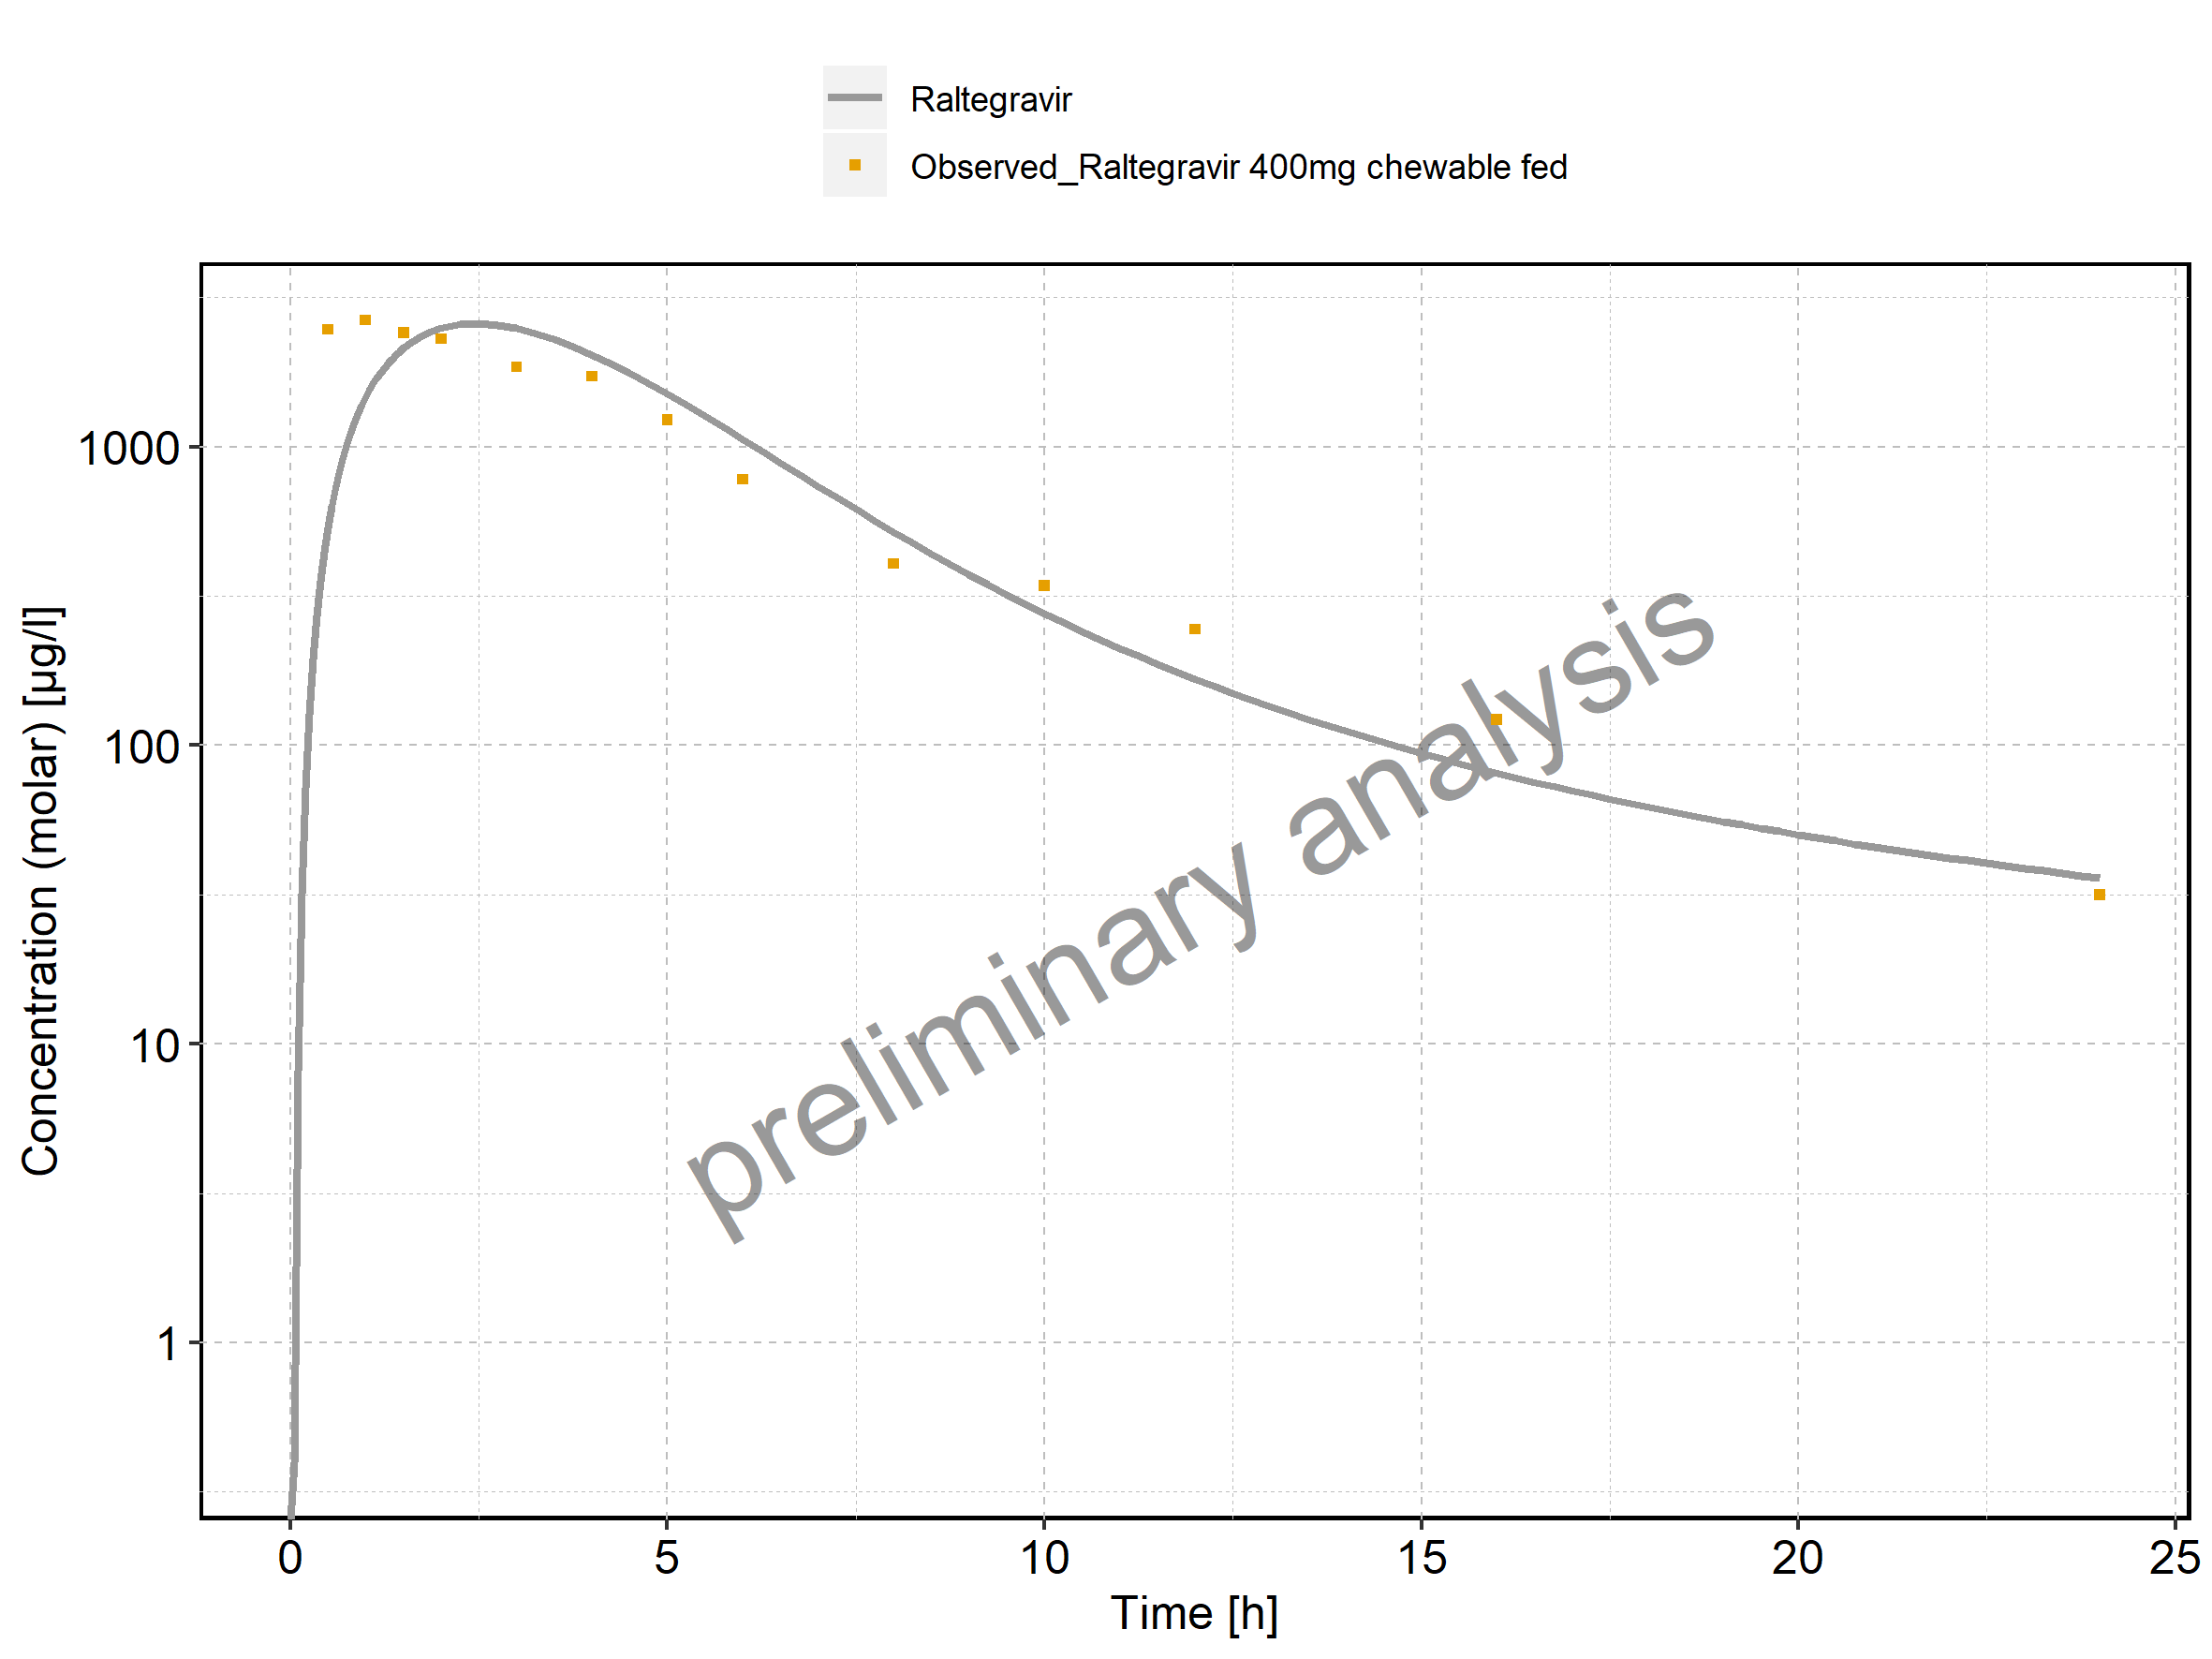 Raltegravir
Observed_Raltegravir 400mg chewable fed
Concentration (molar) [µg/l]
1000
100
10
1
preliminary analysis
0 5 10 15 20 25
Time [h]